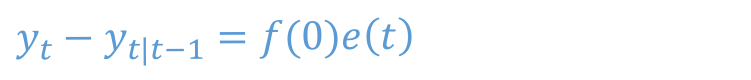 y_t − y_{t|t−1} = f(0)e(t)